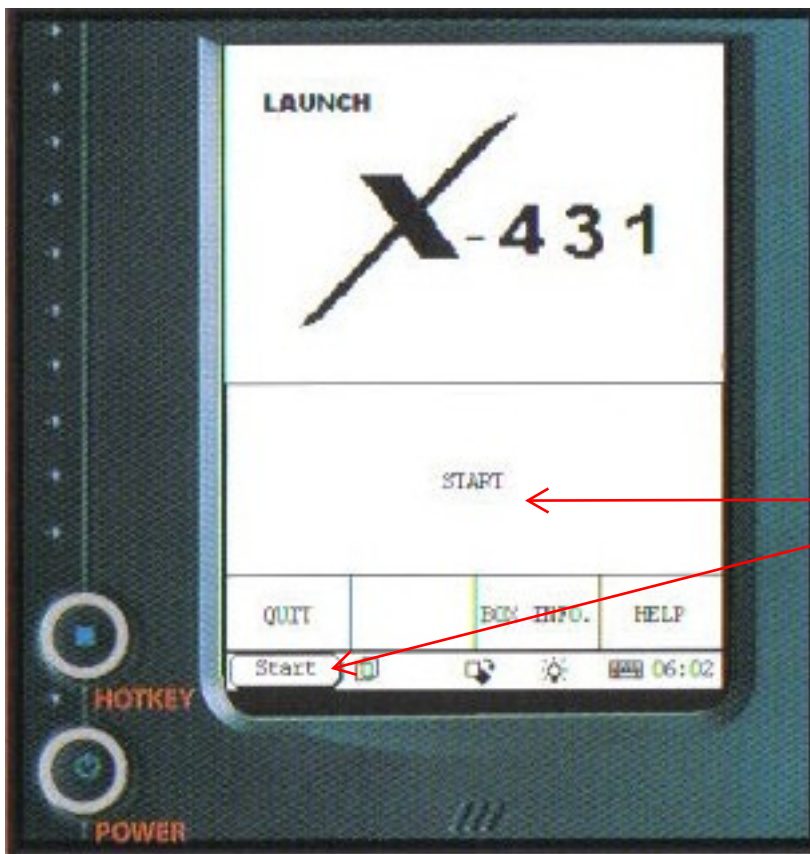 LAUNCH
X-431
START
QUIT BOX INFO. HELP
Start 06:02
HOTKEY
POWER